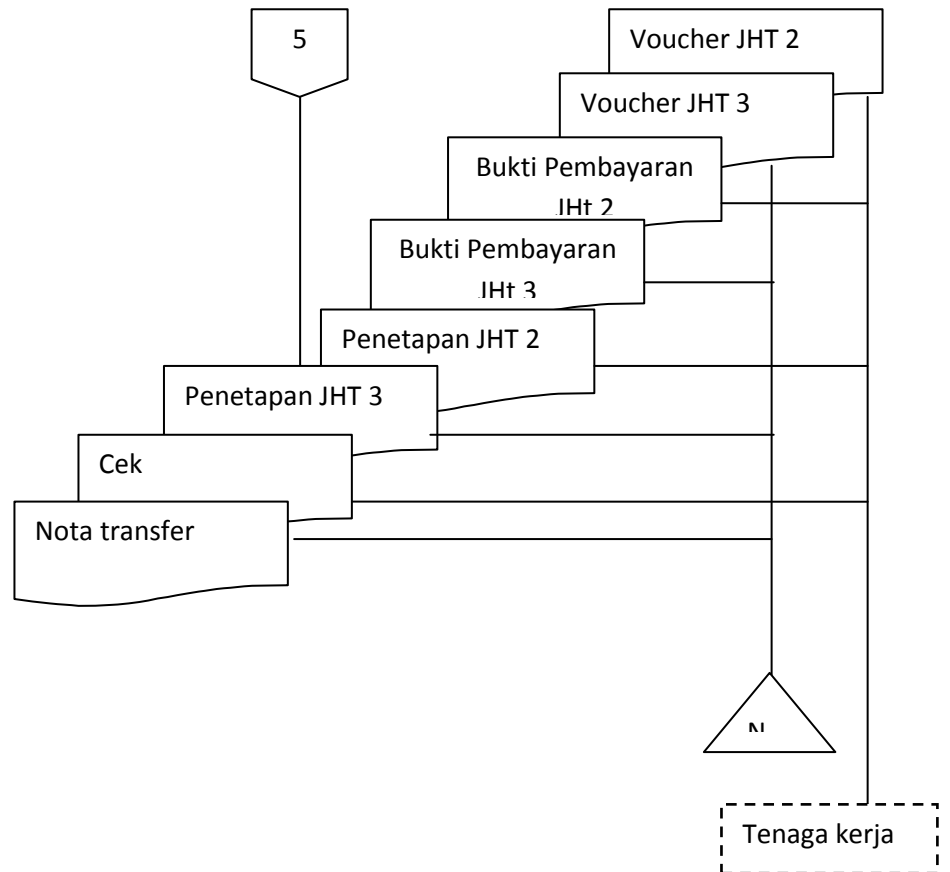 5
Voucher JHT 2
Voucher JHT 3
Bukti Pembayaran
JHt 2
Bukti Pembayaran
JHt 3
Penetapan JHT 2
Penetapan JHT 3
Cek
Nota transfer
N
Tenaga kerja